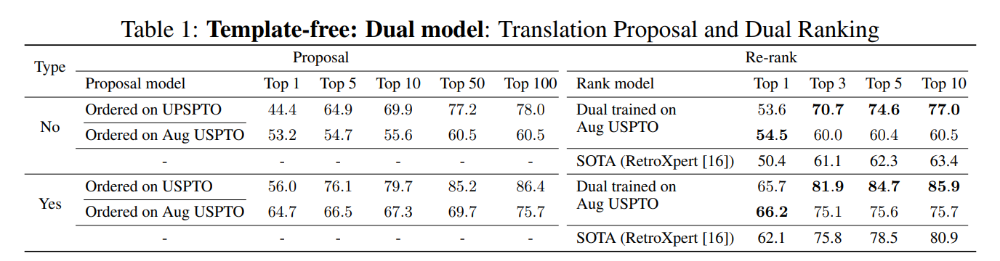 Table 1: Template-free: Dual model: Translation Proposal and Dual Ranking
Type Proposal Re-rank
Proposal model Top 1 Top 5 Top 10 Top 50 Top 100 Rank model Top 1 Top 3 Top 5 Top 10
No Ordered on UPSPTO 44.4 64.9 69.9 77.2 78.0 Dual trained on 53.6 70.7 74.6 77.0
Ordered on Aug USPTO 53.2 54.7 55.6 60.5 60.5 Aug USPTO 54.5 60.0 60.4 60.5
- - - - - - SOTA (RetroXpert [16]) 50.4 61.1 62.3 63.4
Yes Ordered on USPTO 56.0 76.1 79.7 85.2 86.4 Dual trained on 65.7 81.9 84.7 85.9
Ordered on Aug USPTO 64.7 66.5 67.3 69.7 75.7 Aug USPTO 66.2 75.1 75.6 75.7
- - - - - - SOTA (RetroXpert [16]) 62.1 75.8 78.5 80.9